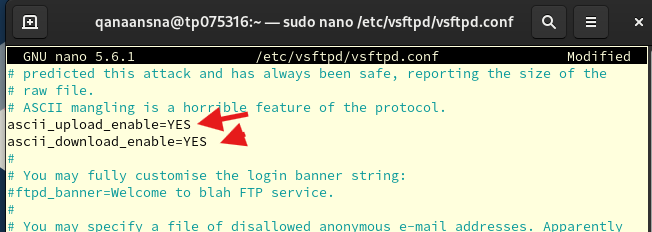 qanaansna@tp075316:~ — sudo nano /etc/vsftpd/vsftpd.conf
GNU nano 5.6.1 /etc/vsftpd/vsftpd.conf Modified
# predicted this attack and has always been safe, reporting the size of the
# raw file.
# ASCII mangling is a horrible feature of the protocol.
ascii_upload_enable=YES
ascii_download_enable=YES
#
# You may fully customise the login banner string:
#ftpd_banner=Welcome to blah FTP service.
#
# You may specify a file of disallowed anonymous e-mail addresses. Apparently